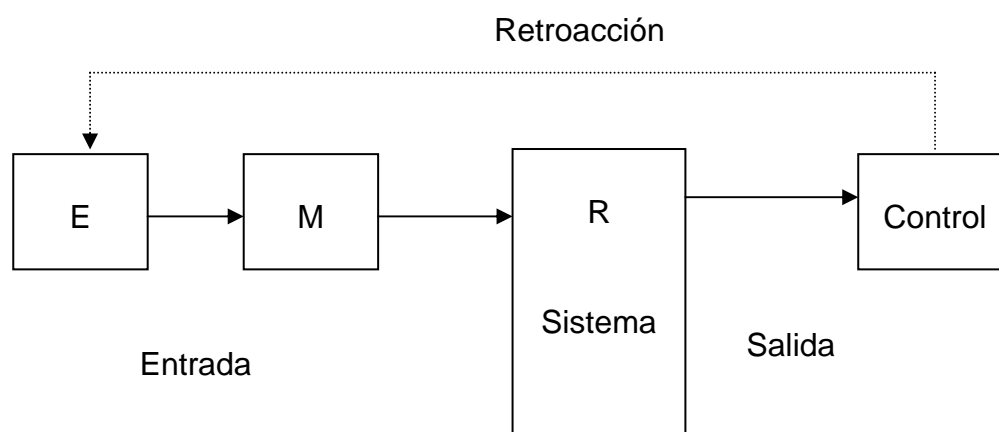 Retroacción
E
M
R
Control
Sistema
Salida
Entrada